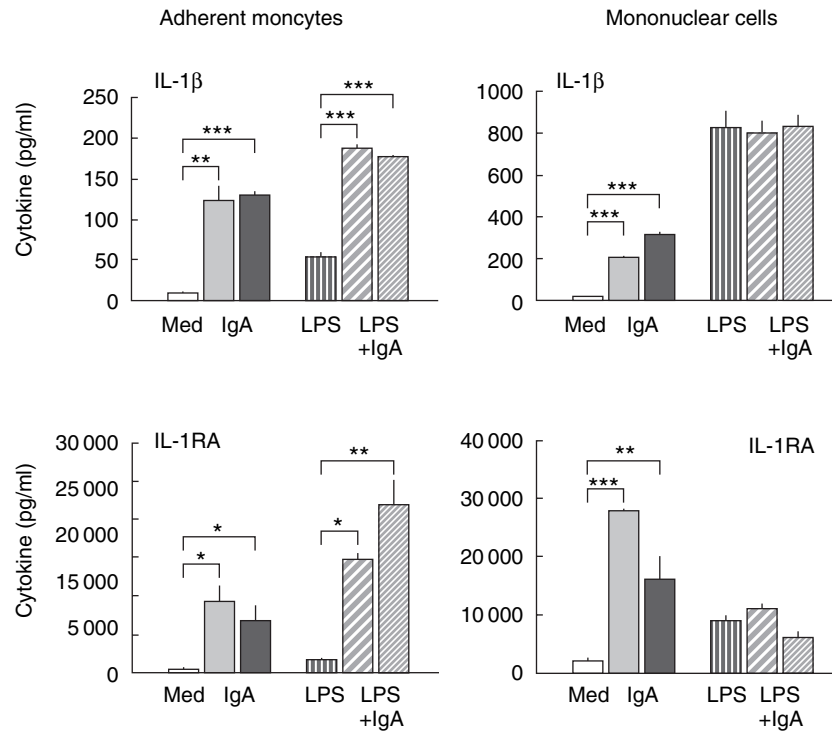 Adherent moncytes
Mononuclear cells
IL-1β
Cytokine (pg/ml)
250
200
150
100
50
0
**
***
***
***
Med IgA LPS LPS
+IgA
IL-1β
1000
800
600
400
200
0
***
***
Med IgA LPS LPS
+IgA
IL-1RA
Cytokine (pg/ml)
30 000
25 000
20 000
15 000
5 000
0
*
*
*
**
Med IgA LPS LPS
+IgA
IL-1RA
40 000
30 000
20 000
10 000
0
***
**
Med IgA LPS LPS
+IgA